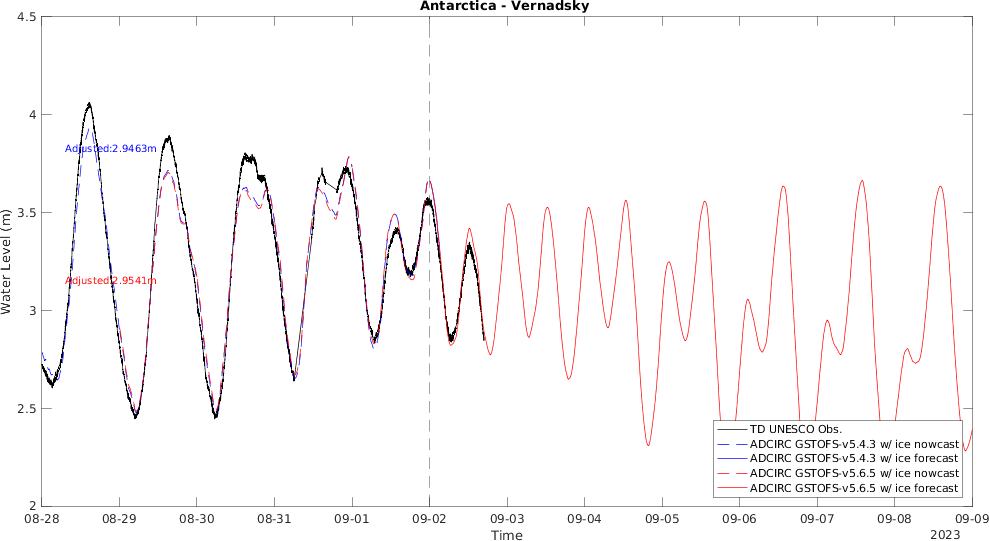 Antarctica - Vernadsky
4.5
4
3.5
3
2.5
2
Water Level (m)
Adjusted:2.9463m
Adjusted:2.9541m
TD UNESCO Obs.
ADCIRC GSTOFS-v5.4.3 w/ ice nowcast
ADCIRC GSTOFS-v5.4.3 w/ ice forecast
ADCIRC GSTOFS-v5.6.5 w/ ice nowcast
ADCIRC GSTOFS-v5.6.5 w/ ice forecast
08-28 08-29 08-30 08-31 09-01 09-02 09-03 09-04 09-05 09-06 09-07 09-08 09-09
Time
2023